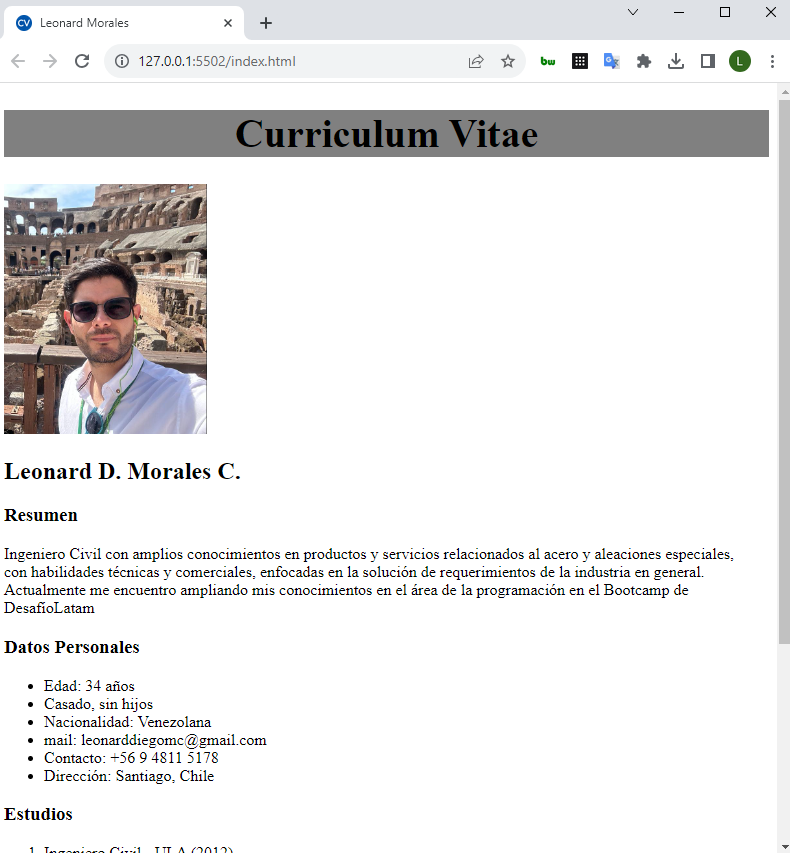 CV Leonard Morales
127.0.0.1:5502/index.html
bw
L
Curriculum Vitae
Leonard D. Morales C.
Resumen
Ingeniero Civil con amplios conocimientos en productos y servicios relacionados al acero y aleaciones especiales,
con habilidades técnicas y comerciales, enfocadas en la solución de requerimientos de la industria en general.
Actualmente me encuentro ampliando mis conocimientos en el área de la programación en el Bootcamp de
DesafíoLatam
Datos Personales
Edad: 34 años
Casado, sin hijos
Nacionalidad: Venezolana
mail: leonarddiegomc@gmail.com
Contacto: +56 9 4811 5178
Dirección: Santiago, Chile
Estudios
1. Ingeniero Civil - ULA (2012)